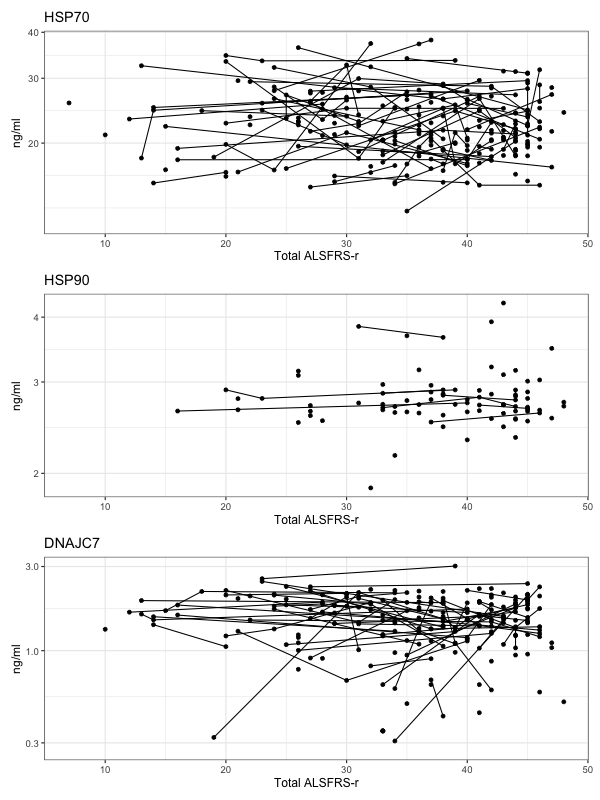 HSP70
40
30
20
ng/ml
10 20 30 40 50
Total ALSFRS-r
HSP90
4
3
2
ng/ml
10 20 30 40 50
Total ALSFRS-r
DNAJC7
3.0
1.0
0.3
ng/ml
10 20 30 40 50
Total ALSFRS-r